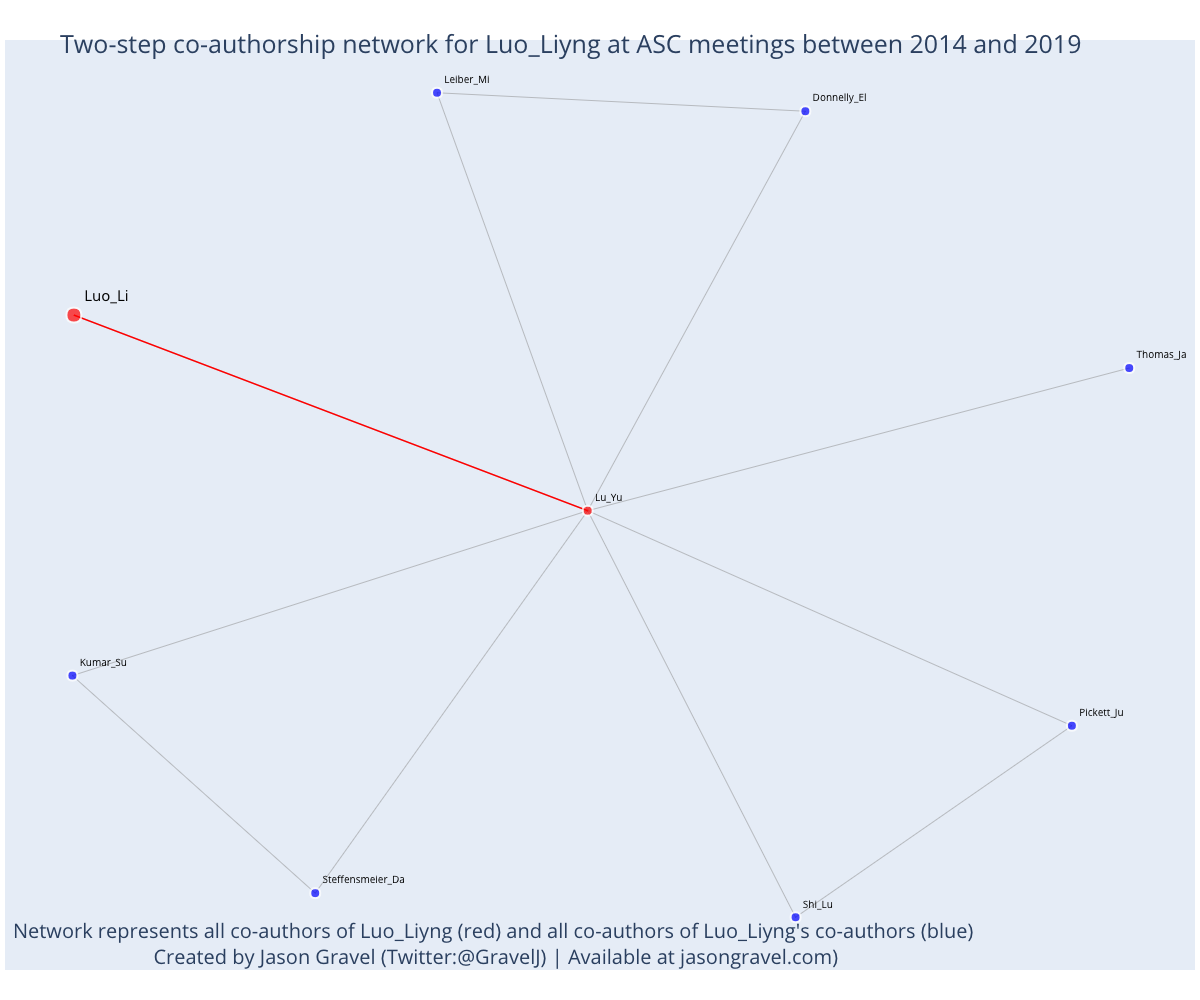 Two-step co-authorship network for Luo_Liyng at ASC meetings between 2014 and 2019
Leiber_Mi
Donnelly_El
Luo_Li
Thomas_Ja
Lu_Yu
Kumar_Su
Pickett_Ju
Steffensmeier_Da
Shi_Lu
Network represents all co-authors of Luo_Liyng (red) and all co-authors of Luo_Liyng's co-authors (blue)
Created by Jason Gravel (Twitter:@GravelJ) | Available at jasongravel.com)